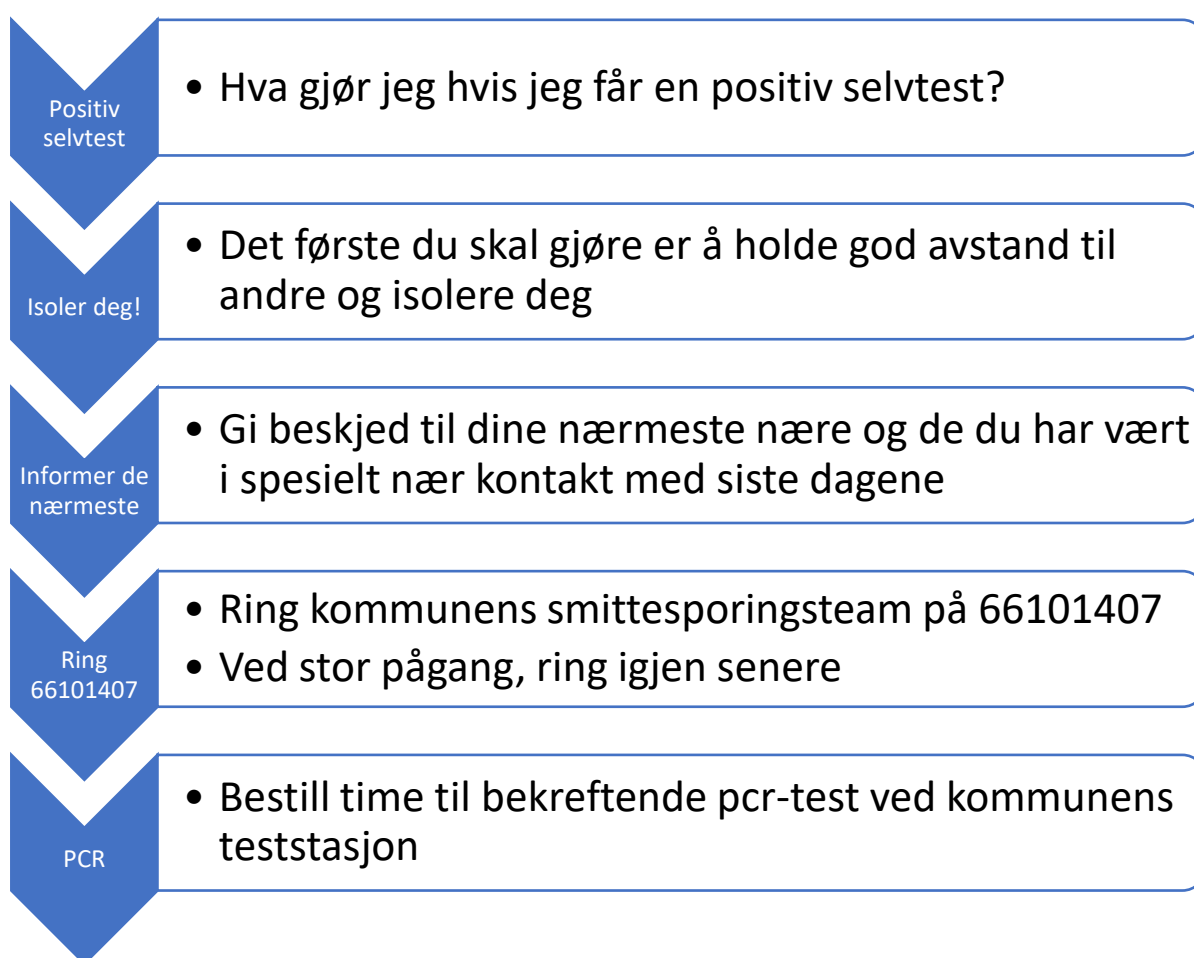 Positiv
selvtest
• Hva gjør jeg hvis jeg får en positiv selvtest?
Isoler deg!
• Det første du skal gjøre er å holde god avstand til
andre og isolere deg
Informer de
nærmeste
• Gi beskjed til dine nærmeste nære og de du har vært
i spesielt nær kontakt med siste dagene
Ring
66101407
• Ring kommunens smittesporingsteam på 66101407
• Ved stor pågang, ring igjen senere
PCR
• Bestill time til bekreftende pcr-test ved kommunens
teststasjon